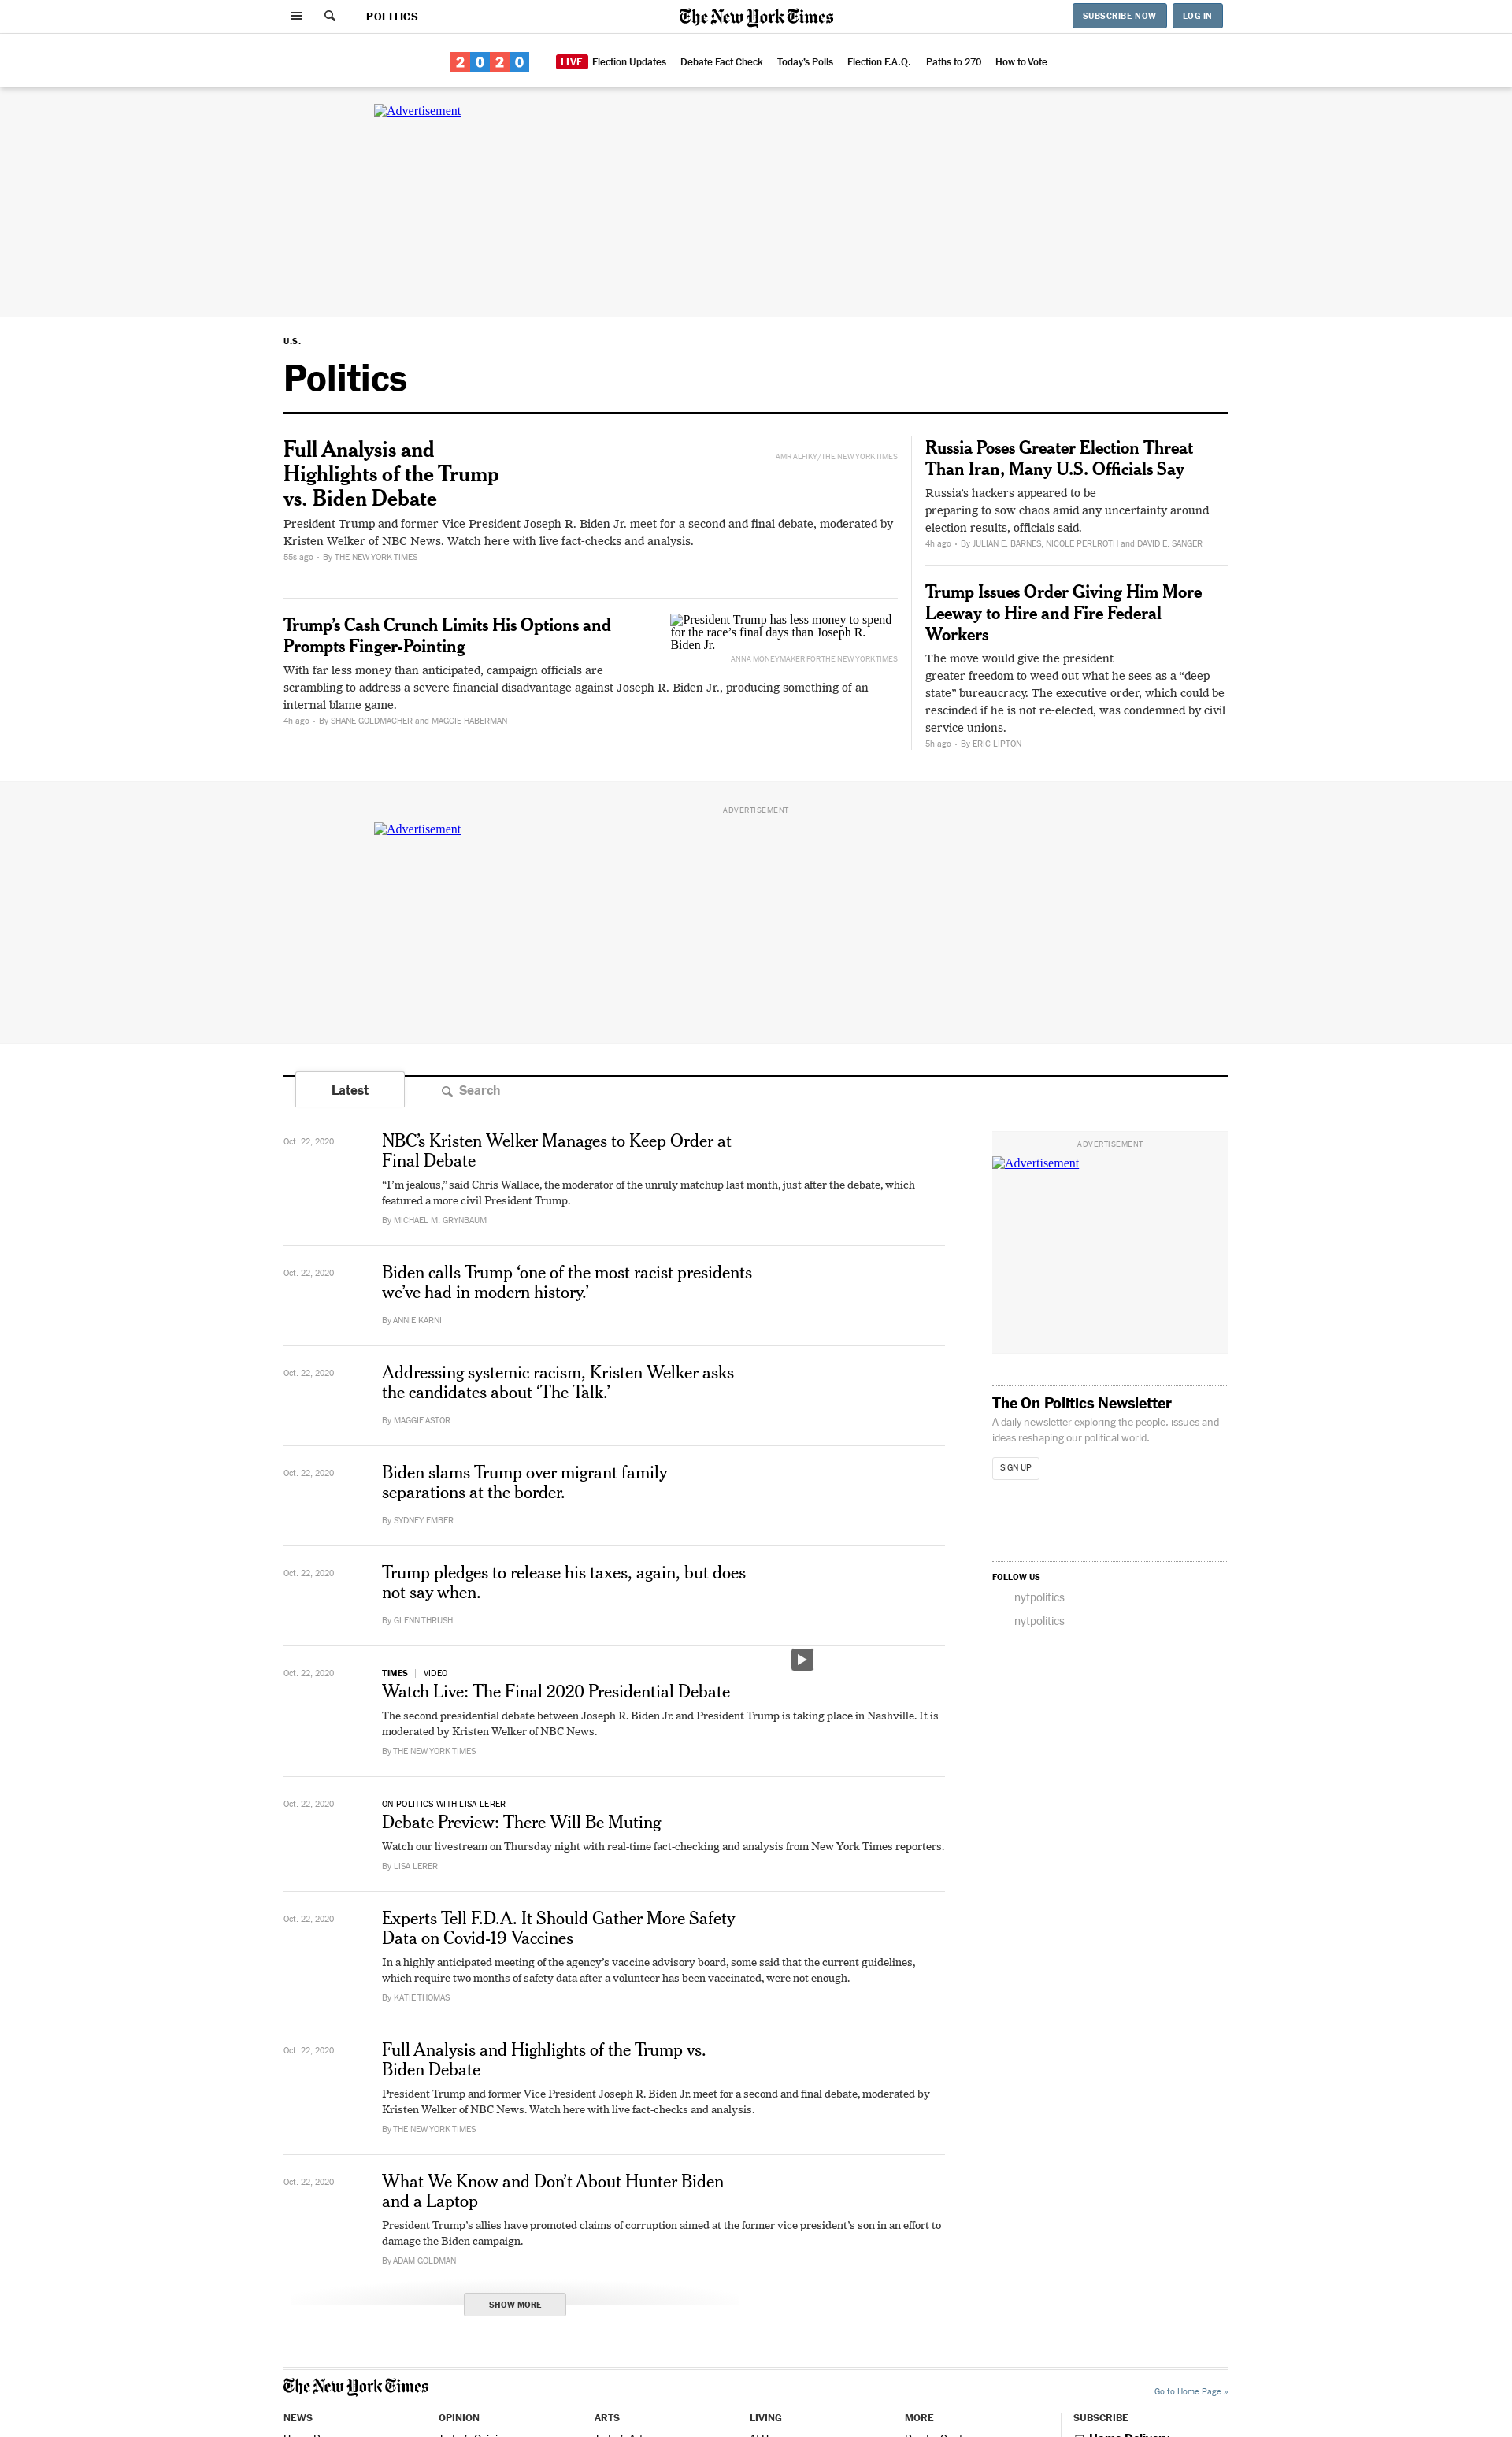 POLITICS
The New York Times
SUBSCRIBE NOW
LOG IN
2020
LIVE Election Updates
Debate Fact Check
Today's Polls
Election F.A.Q.
Paths to 270
How to Vote
Advertisement
U.S.
Politics
Full Analysis and
Highlights of the Trump
vs. Biden Debate
AMR ALFIKY/THE NEW YORK TIMES
President Trump and former Vice President Joseph R. Biden Jr. meet for a second and final debate, moderated by
Kristen Welker of NBC News. Watch here with live fact-checks and analysis.
55s ago • By THE NEW YORK TIMES
Trump’s Cash Crunch Limits His Options and
Prompts Finger-Pointing
President Trump has less money to spend
for the race’s final days than Joseph R.
Biden Jr.
ANNA MONEYMAKER FOR THE NEW YORK TIMES
With far less money than anticipated, campaign officials are
scrambling to address a severe financial disadvantage against Joseph R. Biden Jr., producing something of an
internal blame game.
4h ago • By SHANE GOLDMACHER and MAGGIE HABERMAN
Russia Poses Greater Election Threat
Than Iran, Many U.S. Officials Say
Russia’s hackers appeared to be
preparing to sow chaos amid any uncertainty around
election results, officials said.
4h ago • By JULIAN E. BARNES, NICOLE PERLROTH and DAVID E. SANGER
Trump Issues Order Giving Him More
Leeway to Hire and Fire Federal
Workers
The move would give the president
greater freedom to weed out what he sees as a “deep
state” bureaucracy. The executive order, which could be
rescinded if he is not re-elected, was condemned by civil
service unions.
5h ago • By ERIC LIPTON
ADVERTISEMENT
Advertisement
Latest
Search
Oct. 22, 2020
NBC’s Kristen Welker Manages to Keep Order at
Final Debate
“I’m jealous,” said Chris Wallace, the moderator of the unruly matchup last month, just after the debate, which
featured a more civil President Trump.
By MICHAEL M. GRYNBAUM
Oct. 22, 2020
Biden calls Trump ‘one of the most racist presidents
we’ve had in modern history.’
By ANNIE KARNI
Oct. 22, 2020
Addressing systemic racism, Kristen Welker asks
the candidates about ‘The Talk.’
By MAGGIE ASTOR
Oct. 22, 2020
Biden slams Trump over migrant family
separations at the border.
By SYDNEY EMBER
Oct. 22, 2020
Trump pledges to release his taxes, again, but does
not say when.
By GLENN THRUSH
Oct. 22, 2020
TIMES | VIDEO
Watch Live: The Final 2020 Presidential Debate
The second presidential debate between Joseph R. Biden Jr. and President Trump is taking place in Nashville. It is
moderated by Kristen Welker of NBC News.
By THE NEW YORK TIMES
Oct. 22, 2020
ON POLITICS WITH LISA LERER
Debate Preview: There Will Be Muting
Watch our livestream on Thursday night with real-time fact-checking and analysis from New York Times reporters.
By LISA LERER
Oct. 22, 2020
Experts Tell F.D.A. It Should Gather More Safety
Data on Covid-19 Vaccines
In a highly anticipated meeting of the agency’s vaccine advisory board, some said that the current guidelines,
which require two months of safety data after a volunteer has been vaccinated, were not enough.
By KATIE THOMAS
Oct. 22, 2020
Full Analysis and Highlights of the Trump vs.
Biden Debate
President Trump and former Vice President Joseph R. Biden Jr. meet for a second and final debate, moderated by
Kristen Welker of NBC News. Watch here with live fact-checks and analysis.
By THE NEW YORK TIMES
Oct. 22, 2020
What We Know and Don’t About Hunter Biden
and a Laptop
President Trump’s allies have promoted claims of corruption aimed at the former vice president’s son in an effort to
damage the Biden campaign.
By ADAM GOLDMAN
SHOW MORE
ADVERTISEMENT
Advertisement
The On Politics Newsletter
A daily newsletter exploring the people, issues and
ideas reshaping our political world.
SIGN UP
FOLLOW US
nytpolitics
nytpolitics
The New York Times
Go to Home Page »
NEWS
OPINION
ARTS
LIVING
MORE
SUBSCRIBE